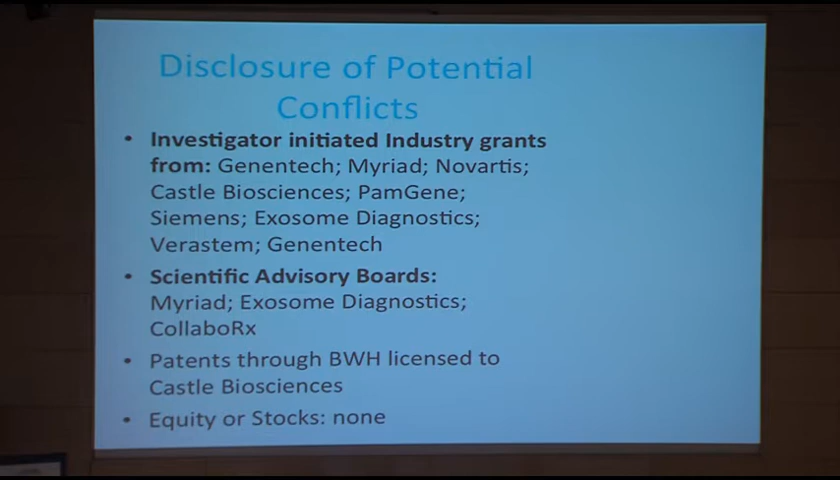 Disclosure of Potential
Conflicts
• Investigator initiated Industry grants
from: Genentech; Myriad; Novartis;
Castle Biosciences; PamGene;
Siemens; Exosome Diagnostics;
Verastem; Genentech
• Scientific Advisory Boards:
Myriad; Exosome Diagnostics;
CollaboRx
• Patents through BWH licensed to
Castle Biosciences
• Equity or Stocks: none